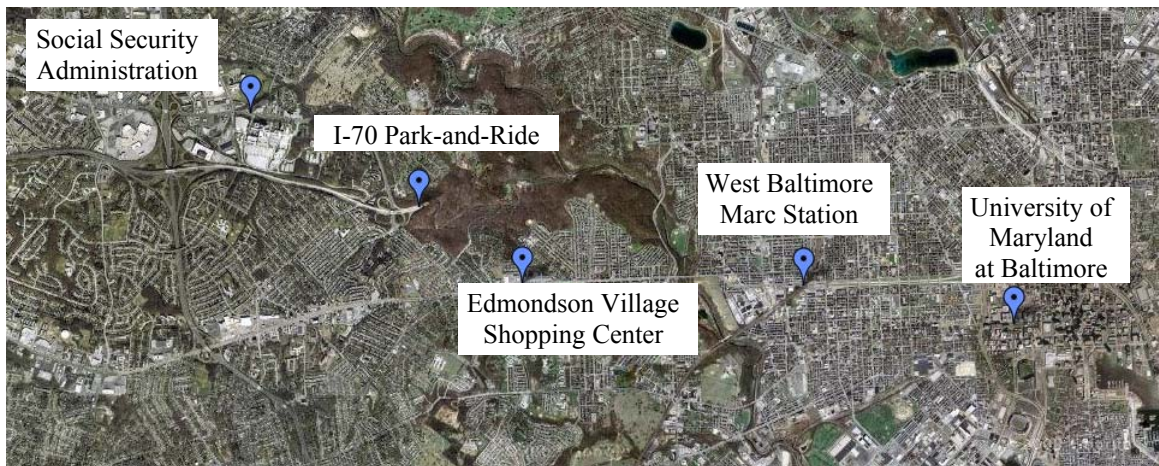 Social Security
Administration
I-70 Park-and-Ride
West Baltimore
Marc Station
University of
Maryland
at Baltimore
Edmondson Village
Shopping Center